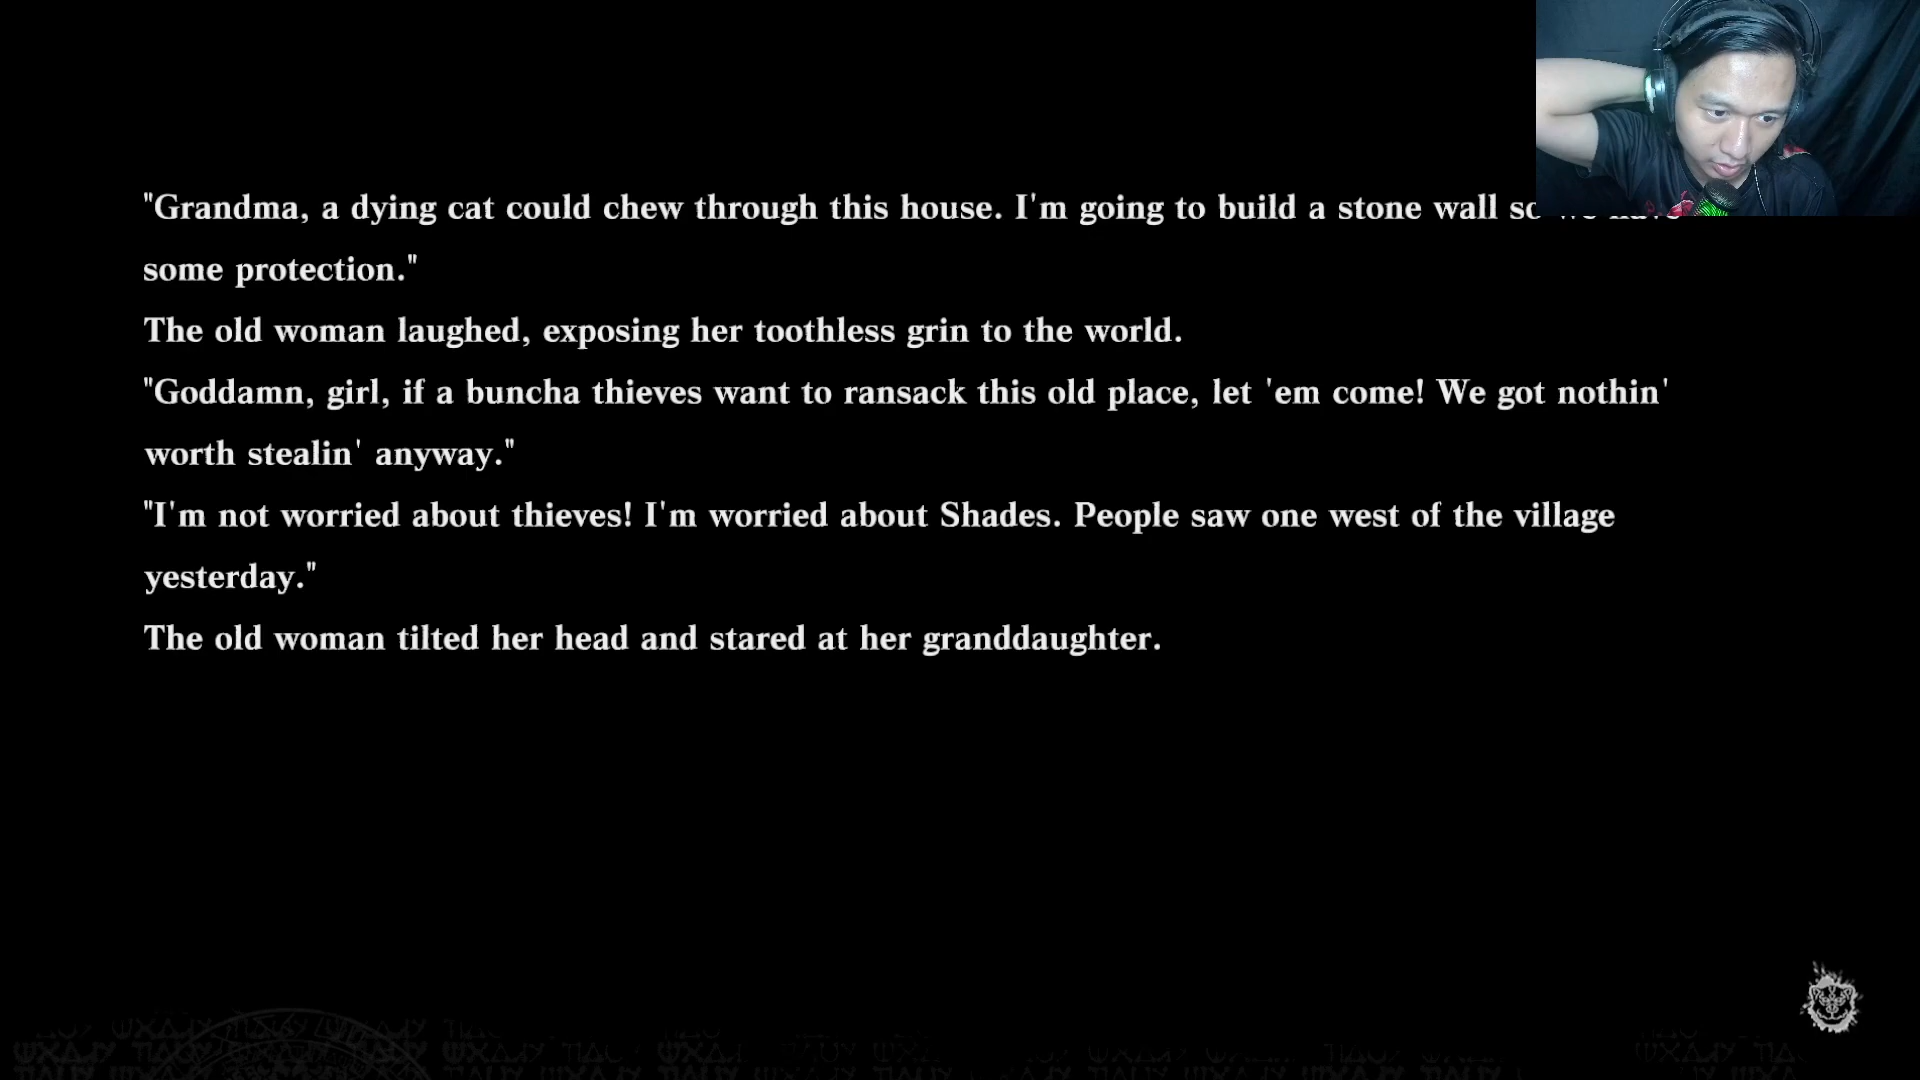 "Grandma, a dying cat could chew through this house. I'm going to build a stone wall
some protection."
The old woman laughed, exposing her toothless grin to the world.
"Goddamn, girl, if a buncha thieves want to ransack this old place, let 'em come! We got nothin'
worth stealin' anyway."
"I'm not worried about thieves! I'm worried about Shades. People saw one west of the village
yesterday."
The old woman tilted her head and stared at her granddaughter.